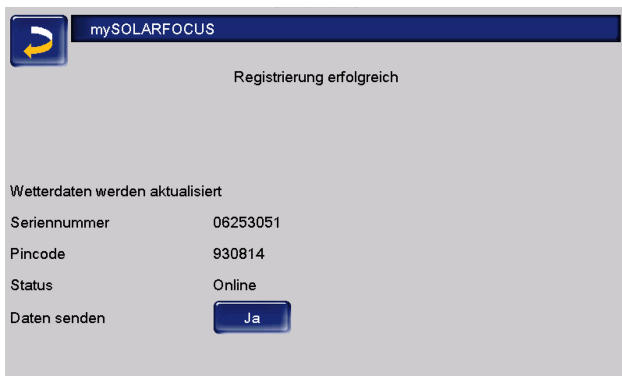 mySOLARFOCUS
Registrierung erfolgreich
Wetterdaten werden aktualisiert
Seriennummer 06253051
Pincode 930814
Status Online
Daten senden Ja